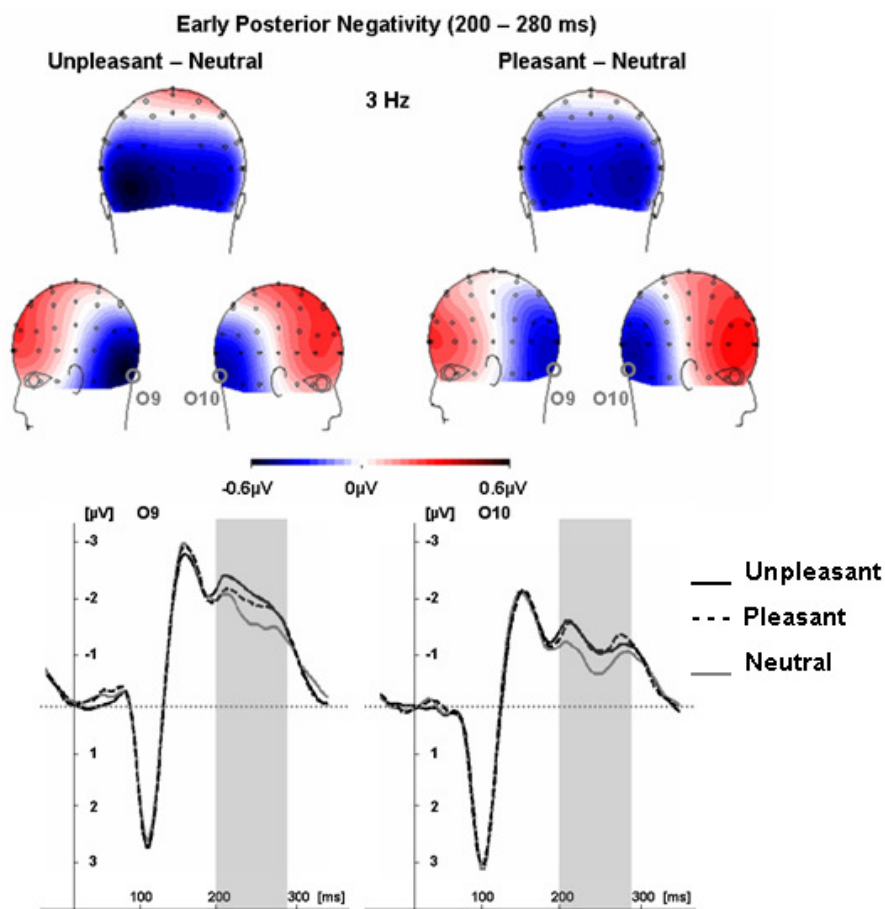 Early Posterior Negativity (200 – 280 ms)
Unpleasant – Neutral
Pleasant – Neutral
3 Hz
O9
O10
O9
O10
-0.6µV
0µV
0.6µV
[µV]
O9
-3
-2
-1
1
2
3
100
200
300
[ms]
[µV]
O10
-3
-2
-1
1
2
3
100
200
300
[ms]
Unpleasant
Pleasant
Neutral